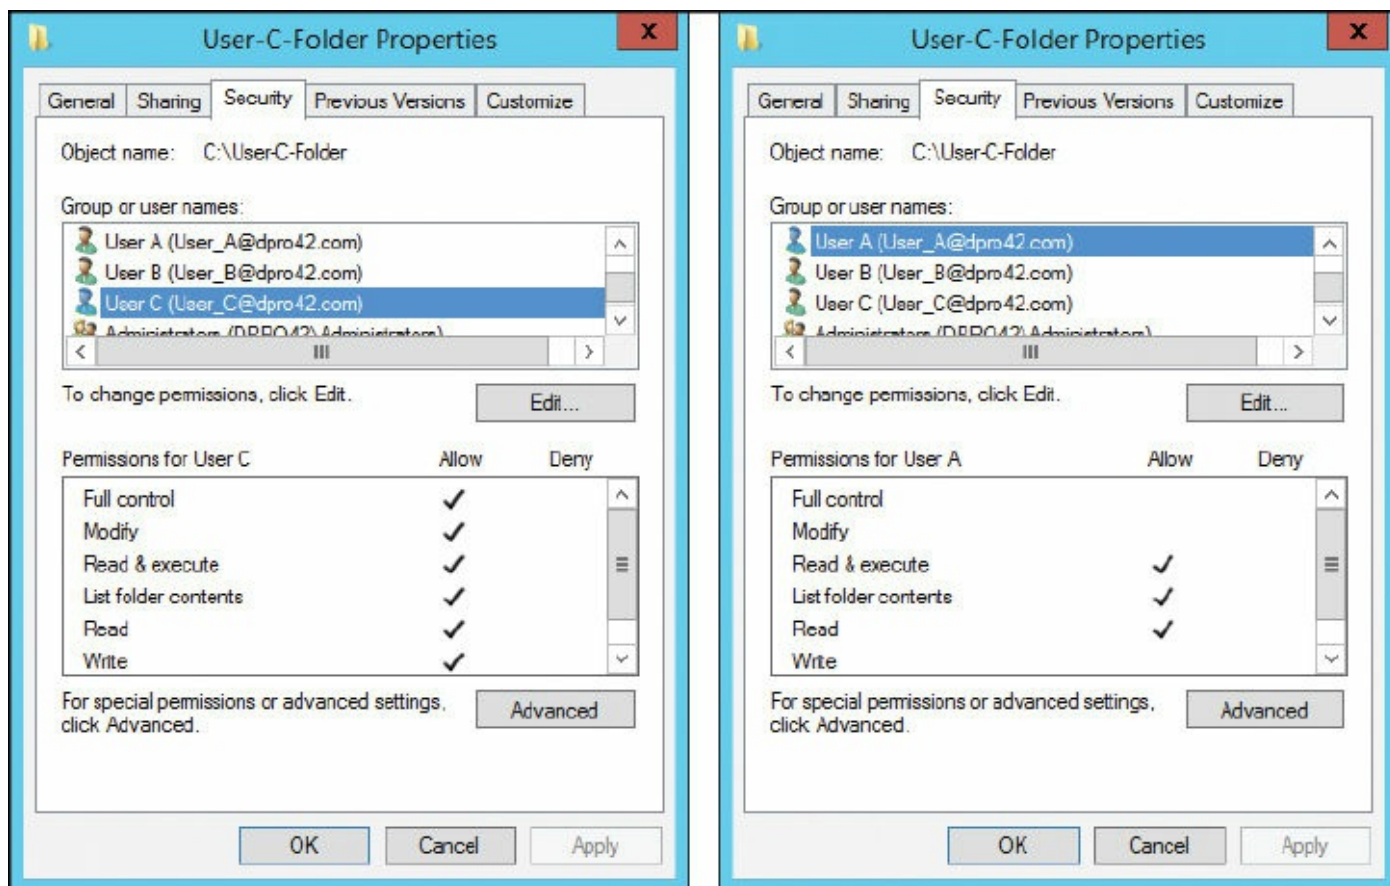 User-C-Folder Properties
x
General Sharing Security Previous Versions Customize
Object name: C:\User-C-Folder
Group or user names:
User A (User_A@dpro42.com)
User B (User_B@dpro42.com)
User C (User_C@dpro42.com)
Administrators (DPRO42\Administrators)
To change permissions, click Edit.
Edit...
Permissions for User C Allow Deny
Full control
Modify
Read & execute
List folder contents
Read
Write
For special permissions or advanced settings,
click Advanced.
Advanced
OK Cancel Apply
User-C-Folder Properties
x
General Sharing Security Previous Versions Customize
Object name: C:\User-C-Folder
Group or user names:
User A (User_A@dpro42.com)
User B (User_B@dpro42.com)
User C (User_C@dpro42.com)
Administrators (DPRO42\Administrators)
To change permissions, click Edit.
Edit...
Permissions for User A Allow Deny
Full control
Modify
Read & execute
List folder contents
Read
Write
For special permissions or advanced settings,
click Advanced.
Advanced
OK Cancel Apply